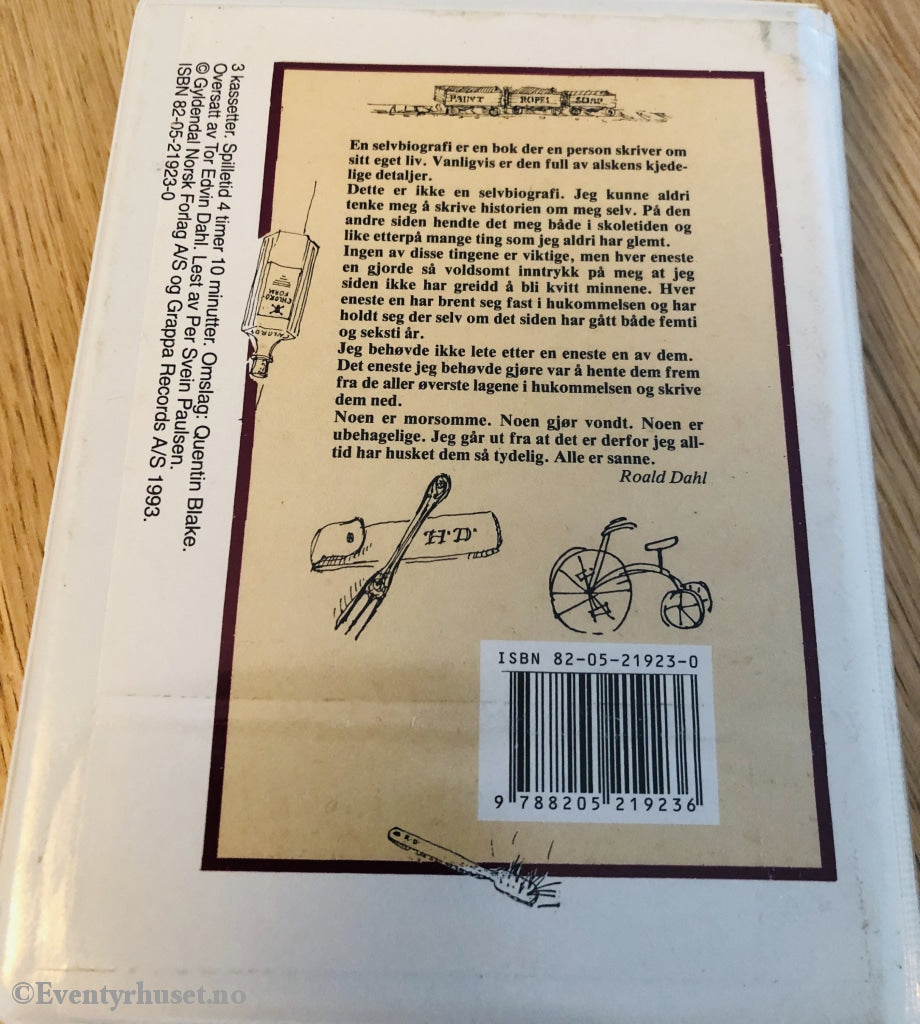 3 kassetter. Spilletid 4 timer 10 minutter. Omslag: Quentin Blake.
Oversatt av Tor Edvin Dahl. Lest av Per Svein Paulsen.
© Gyldendal Norsk Forlag A/S og Grappa Records A/S 1993.
ISBN 82-05-21923-0
PAINT ROPES SOAP
En selvbiografi er en bok der en person skriver om
sitt eget liv. Vanligvis er den full av alskens kjede-
lige detaljer.
Dette er ikke en selvbiografi. Jeg kunne aldri
tenke meg å skrive historien om meg selv. På den
andre siden hendte det meg både i skoletiden og
like etterpå mange ting som jeg aldri har glemt.
Ingen av disse tingene er viktige, men hver eneste
en gjorde så voldsomt inntrykk på meg at jeg
siden ikke har greidd å bli kvitt minnene. Hver
eneste en har brent seg fast i hukommelsen og har
holdt seg der selv om det siden har gått både femti
og seksti år.
Jeg behøvde ikke lete etter en eneste en av dem.
Det eneste jeg behøvde gjøre var å hente dem frem
fra de aller øverste lagene i hukommelsen og skrive
dem ned.
Noen er morsomme. Noen gjør vondt. Noen er
ubehagelige. Jeg går ut fra at det er derfor jeg all-
tid har husket dem så tydelig. Alle er sanne.
Roald Dahl
CHLORO-
FORM
H·D·
ISBN 82-05-21923-0
9 788205 219236
R D
©Eventyrhuset.no